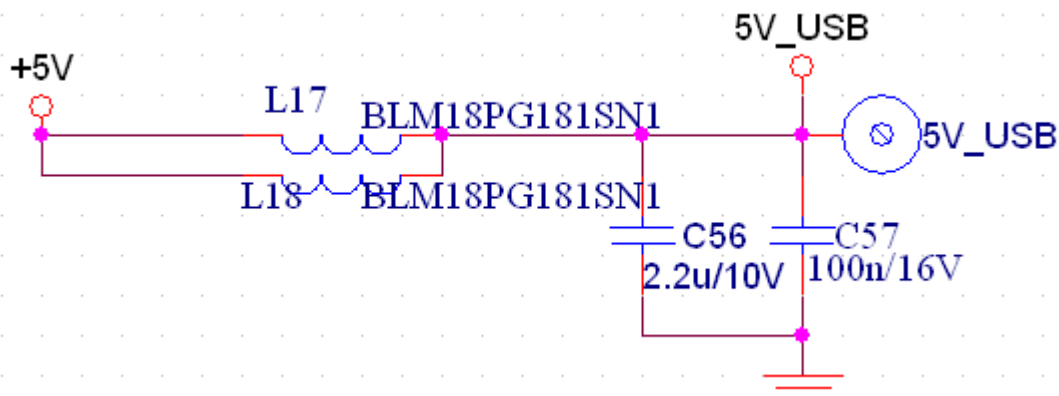 5V_USB
+5V
L17
BLM18PG181SN1
5V_USB
L18
BLM18PG181SN1
C56
C57
2.2u/10V
100n/16V